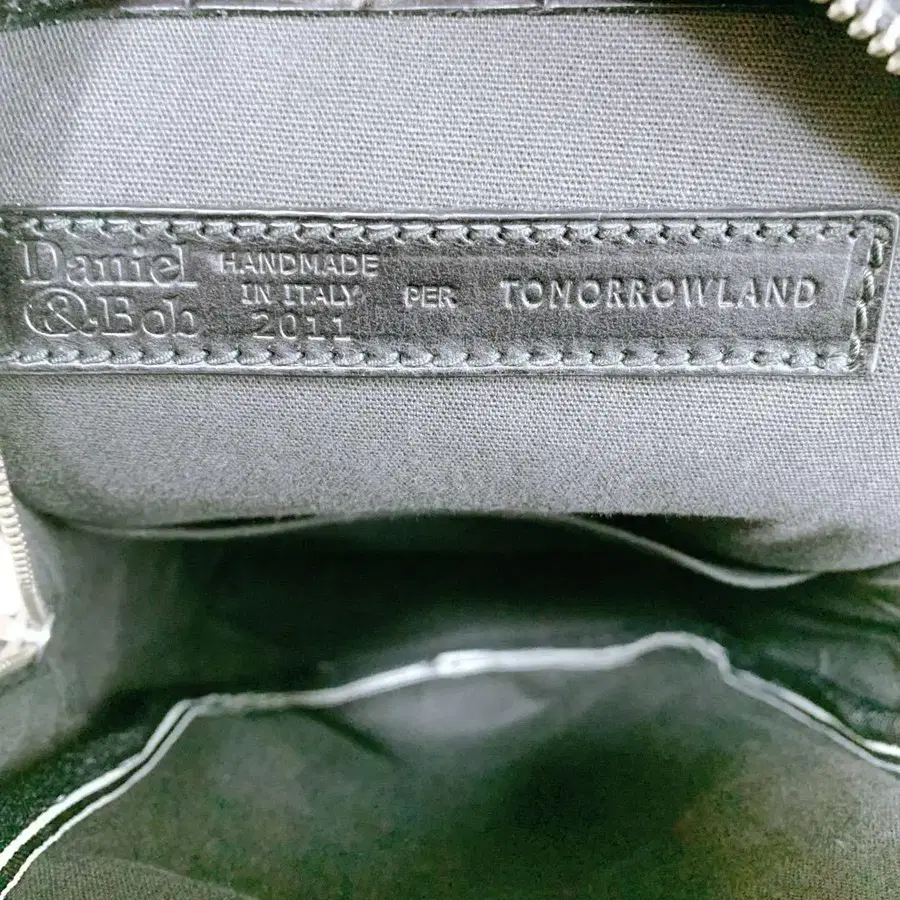 Daniel & Bob
HANDMADE IN ITALY 2011
PER TOMORROWLAND